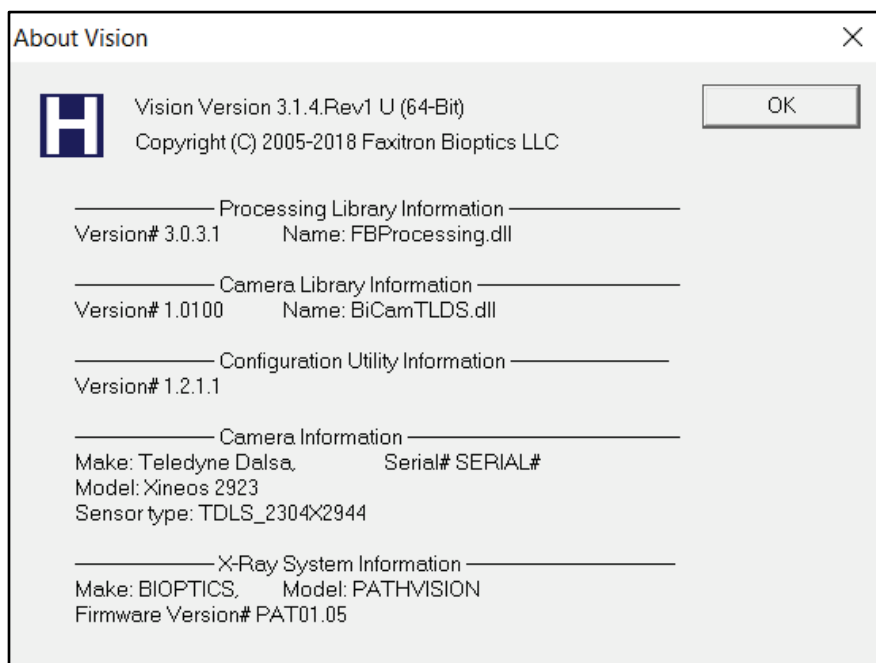 About Vision
H
Vision Version 3.1.4.Rev1 U (64-Bit)
OK
Copyright (C) 2005-2018 Faxitron Bioptics LLC
Processing Library Information
Version# 3.0.3.1 Name: FBProcessing.dll
Camera Library Information
Version# 1.0100 Name: BiCamTLDS.dll
Configuration Utility Information
Version# 1.2.1.1
Camera Information
Make: Teledyne Dalsa, Serial# SERIAL#
Model: Xineos 2923
Sensor type: TDLS_2304X2944
X-Ray System Information
Make: BIOPTICS, Model: PATHVISION
Firmware Version# PAT01.05